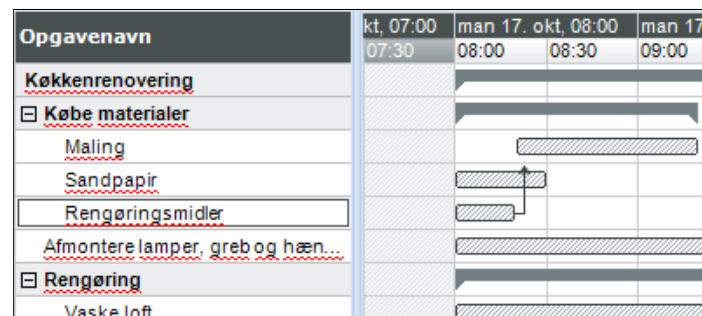 Opgavenavn
kt, 07:00 man 17. okt, 08:00 man 17
07:30 08:00 08:30 09:00
Køkkenrenovering
Købe materialer
Maling
Sandpapir
Rengøringsmidler
Afmontere lamper, greb og hæn...
Rengøring
Vaske loft